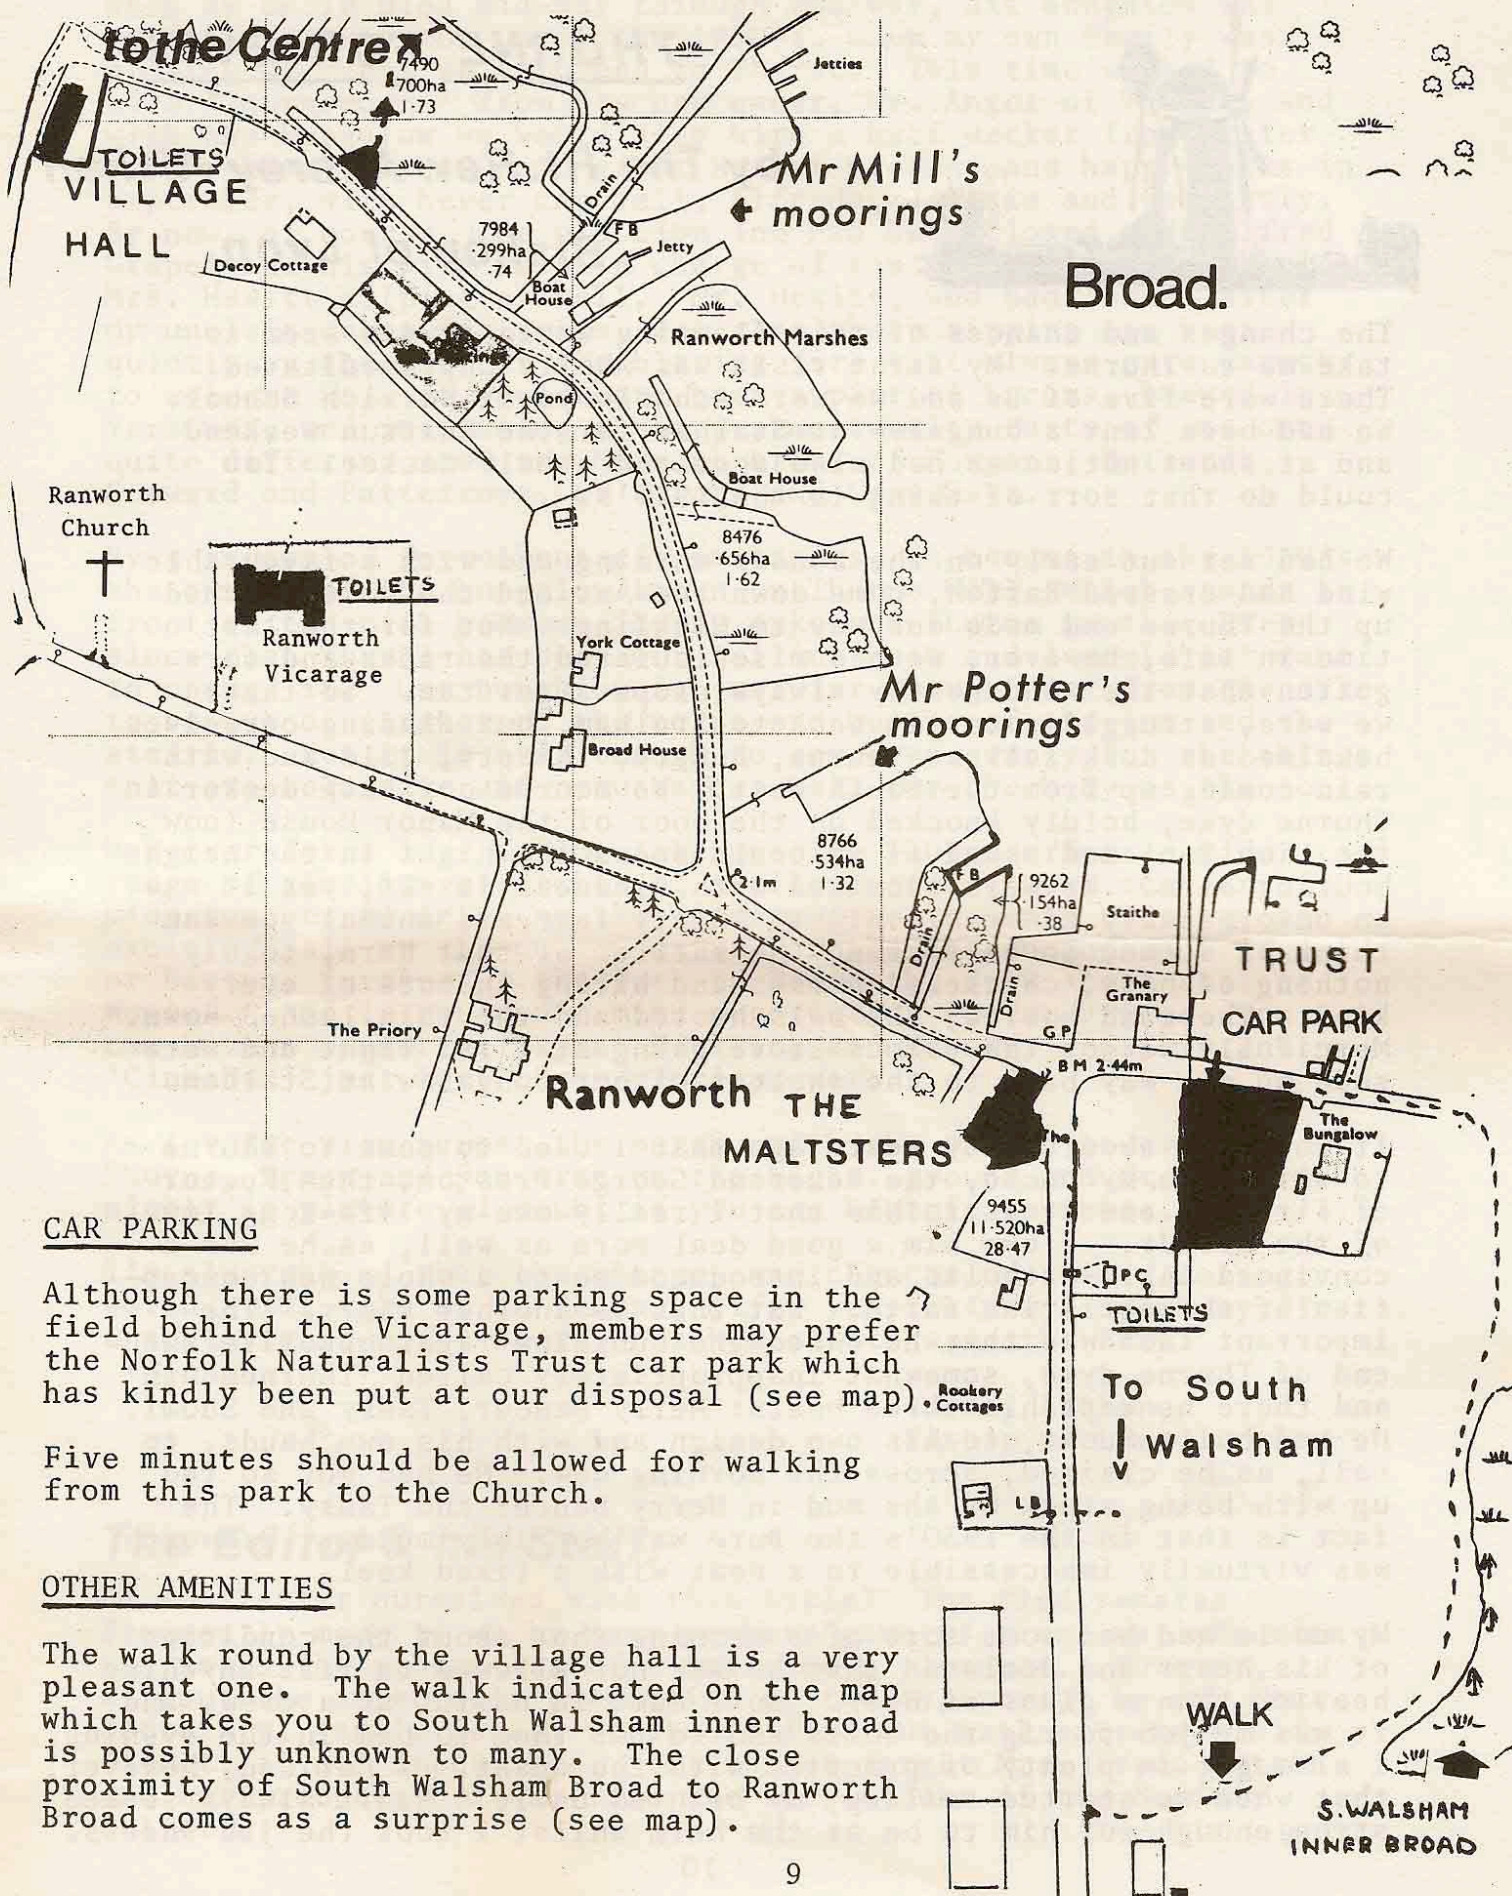 to the Centre
7490
700ha
1·73
Jetties
TOILETS
VILLAGE
HALL
Mr Mill's
moorings
Drain
7984
·299ha
·74
FB
Jetty
Decoy Cottage
Boat
House
Broad.
Ranworth Marshes
Pond
Boat House
Ranworth
Church
8476
·656ha
1·62
TOILETS
Ranworth
Vicarage
York Cottage
Mr Potter's
moorings
Broad House
8766
·534ha
1·32
2·1m
FB
9262
·154ha
·38
Staithe
Drain
Drain
TRUST
CAR PARK
The
Granary
GP
The Priory
BM 2·44m
Ranworth
THE
MALTSTERS
The
The
Bungalow
9455
11·520ha
28·47
PC
TOILETS
CAR PARKING
Although there is some parking space in the
field behind the Vicarage, members may prefer
the Norfolk Naturalists Trust car park which
has kindly been put at our disposal (see map).
Rookery
Cottages
To South
Walsham
Five minutes should be allowed for walking
from this park to the Church.
LB
OTHER AMENITIES
The walk round by the village hall is a very
pleasant one. The walk indicated on the map
which takes you to South Walsham inner broad
is possibly unknown to many. The close
proximity of South Walsham Broad to Ranworth
Broad comes as a surprise (see map).
WALK
S.WALSHAM
INNER BROAD
9